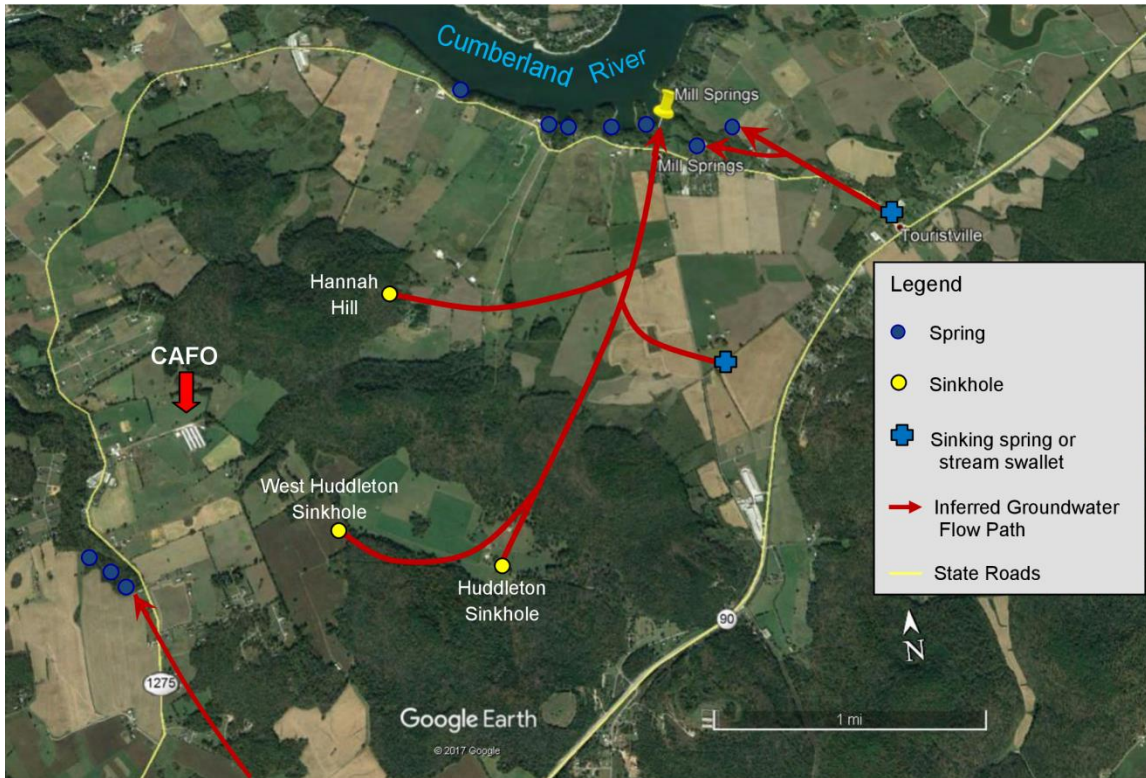 Cumberland River
Mill Springs
Mill Springs
Touristville
Hannah
Hill
CAFO
West Huddleton
Sinkhole
Huddleton
Sinkhole
Legend
Spring
Sinkhole
Sinking spring or
stream swallet
Inferred Groundwater
Flow Path
State Roads
90
N
1275
Google Earth
© 2017 Google
1 mi